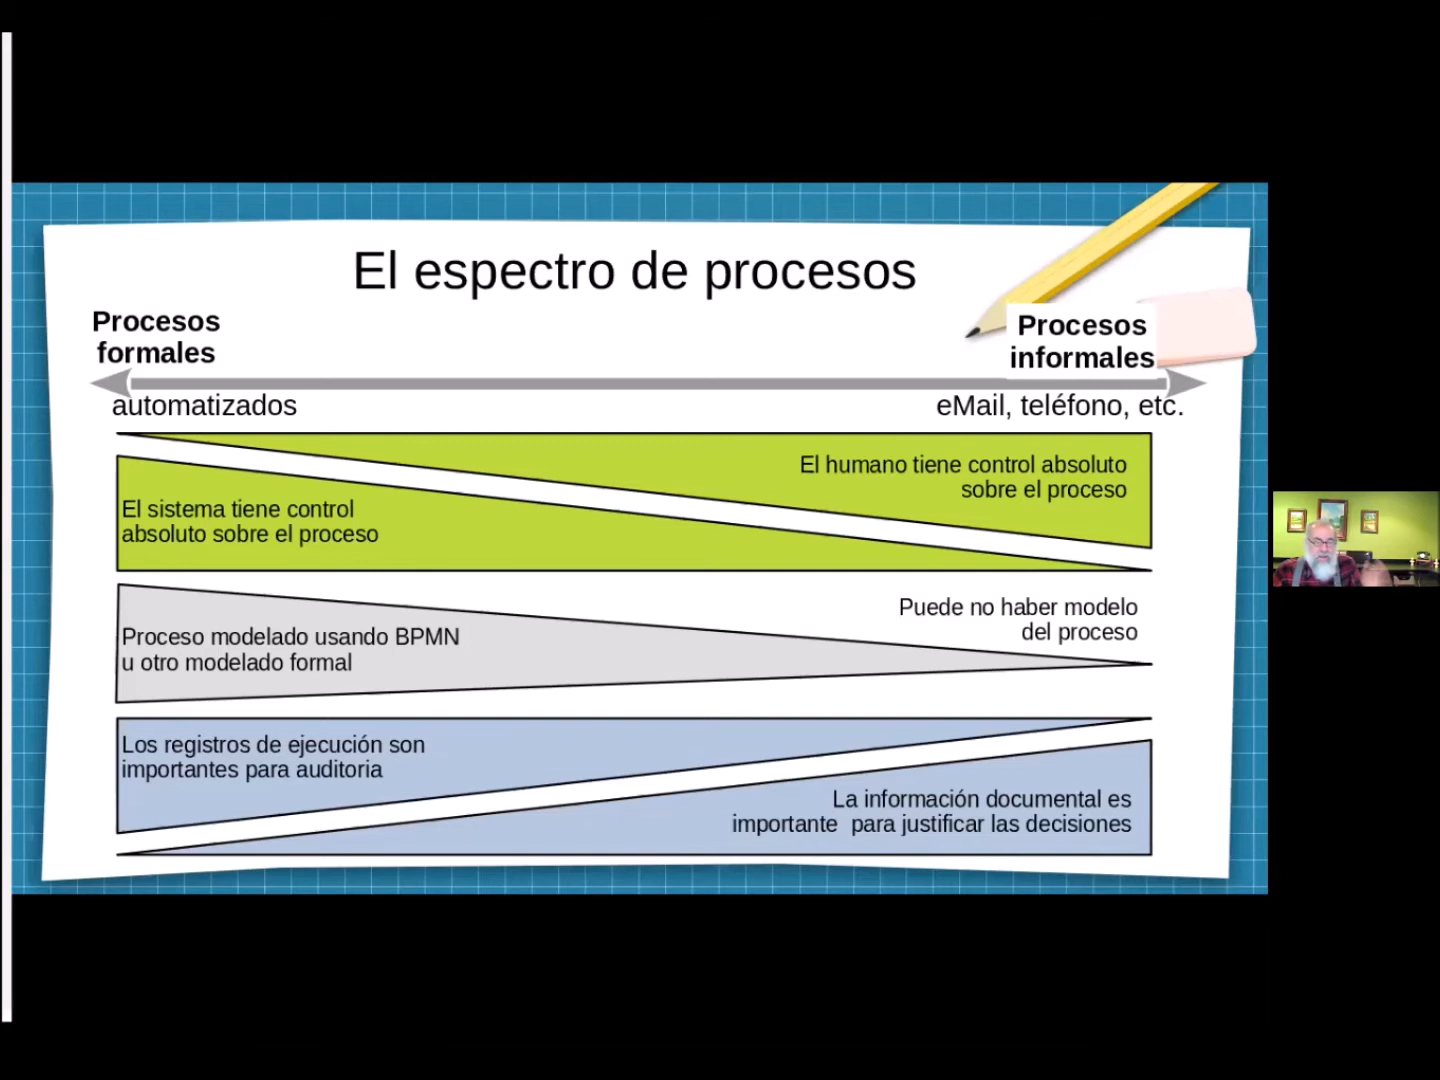 El espectro de procesos
Procesos
formales
Procesos
informales
automatizados
eMail, teléfono, etc.
El humano tiene control absoluto
sobre el proceso
El sistema tiene control
absoluto sobre el proceso
Puede no haber modelo
del proceso
Proceso modelado usando BPMN
u otro modelado formal
Los registros de ejecución son
importantes para auditoria
La información documental es
importante  para justificar las decisiones